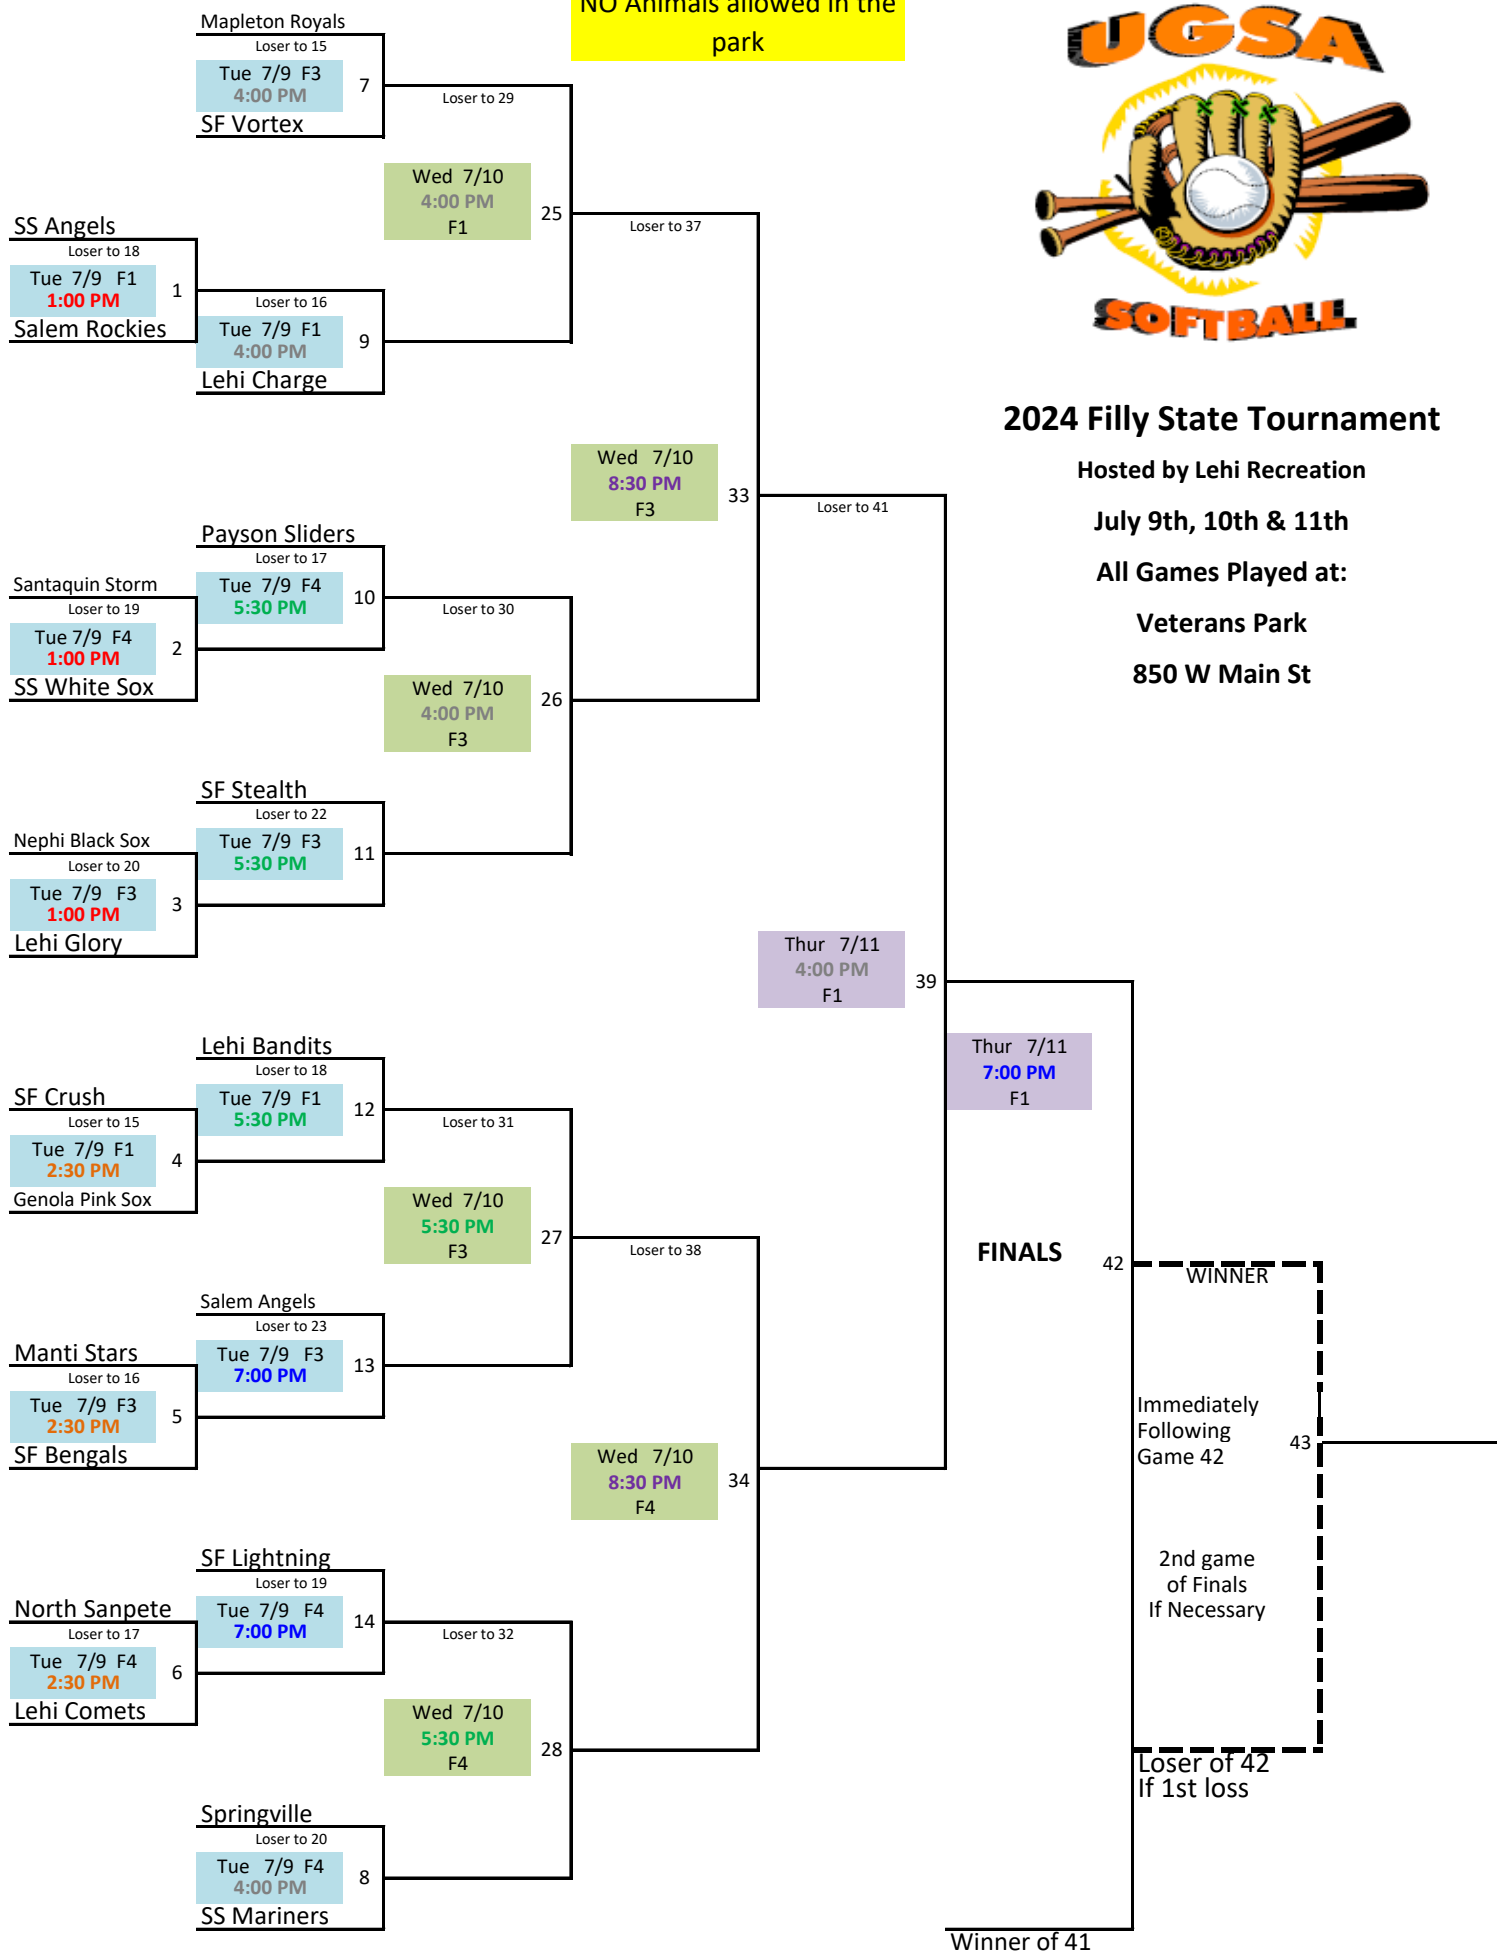 NO Animals allowed in the
park
UGSA
SOFTBALL
2024 Filly State Tournament
Hosted by Lehi Recreation
July 9th, 10th & 11th
All Games Played at:
Veterans Park
850 W Main St
Mapleton Royals
Loser to 15
Tue 7/9 F3
4:00 PM
7
SF Vortex
Loser to 29
Wed 7/10
4:00 PM
F1
25
Loser to 37
SS Angels
Loser to 18
Tue 7/9 F1
1:00 PM
1
Salem Rockies
Loser to 16
Tue 7/9 F1
4:00 PM
9
Lehi Charge
Wed 7/10
8:30 PM
F3
33
Loser to 41
Payson Sliders
Loser to 17
Tue 7/9 F4
5:30 PM
10
Loser to 30
Santaquin Storm
Loser to 19
Tue 7/9 F4
1:00 PM
2
SS White Sox
Wed 7/10
4:00 PM
F3
26
SF Stealth
Loser to 22
Tue 7/9 F3
5:30 PM
11
Nephi Black Sox
Loser to 20
Tue 7/9 F3
1:00 PM
3
Lehi Glory
Thur 7/11
4:00 PM
F1
39
Thur 7/11
7:00 PM
F1
Lehi Bandits
Loser to 18
Tue 7/9 F1
5:30 PM
12
Loser to 31
SF Crush
Loser to 15
Tue 7/9 F1
2:30 PM
4
Genola Pink Sox
Wed 7/10
5:30 PM
F3
27
Loser to 38
FINALS
42
WINNER
Salem Angels
Loser to 23
Tue 7/9 F3
7:00 PM
13
Manti Stars
Loser to 16
Tue 7/9 F3
2:30 PM
5
SF Bengals
Immediately
Following
Game 42
43
Wed 7/10
8:30 PM
F4
34
2nd game
of Finals
If Necessary
SF Lightning
Loser to 19
Tue 7/9 F4
7:00 PM
14
Loser to 32
North Sanpete
Loser to 17
Tue 7/9 F4
2:30 PM
6
Lehi Comets
Wed 7/10
5:30 PM
F4
28
Loser of 42
If 1st loss
Springville
Loser to 20
Tue 7/9 F4
4:00 PM
8
SS Mariners
Winner of 41